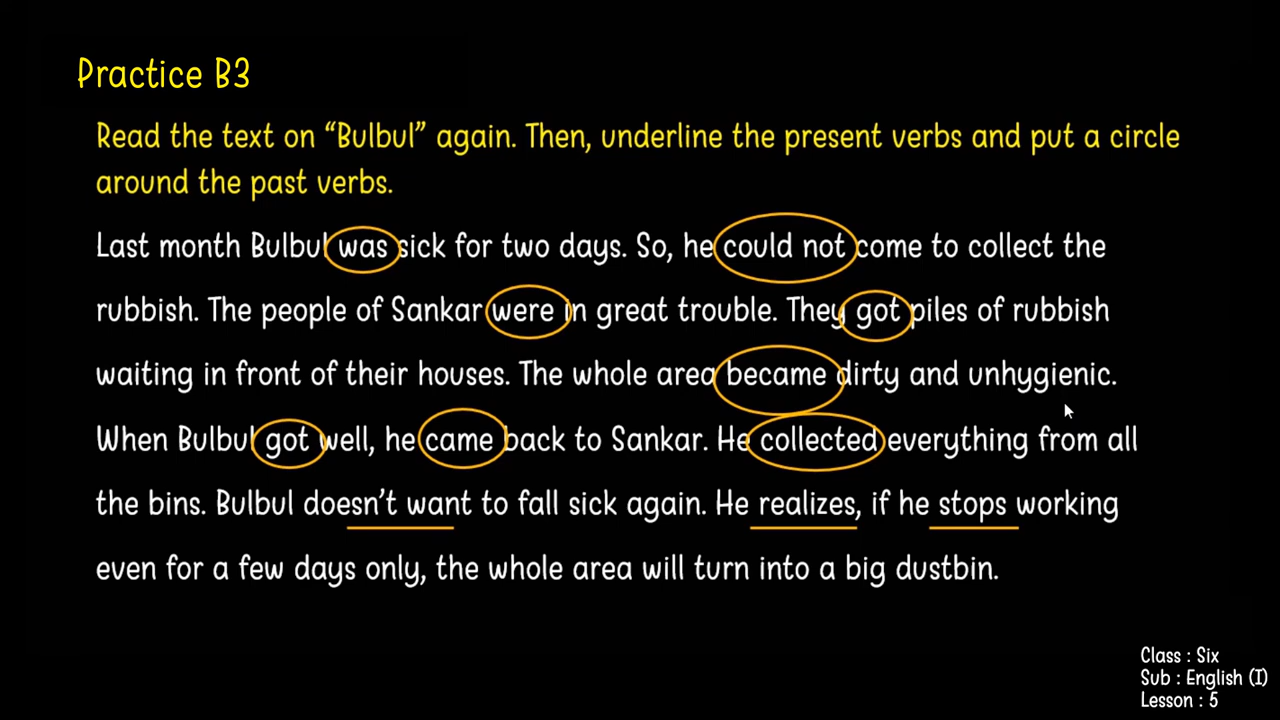 Practice B3
Read the text on “Bulbul” again. Then, underline the present verbs and put a circle
around the past verbs.
Last month Bulbul was sick for two days. So, he could not come to collect the
rubbish. The people of Sankar were in great trouble. They got piles of rubbish
waiting in front of their houses. The whole area became dirty and unhygienic.
When Bulbul got well, he came back to Sankar. He collected everything from all
the bins. Bulbul doesn’t want to fall sick again. He realizes, if he stops working
even for a few days only, the whole area will turn into a big dustbin.
Class : Six
Sub : English (I)
Lesson : 5